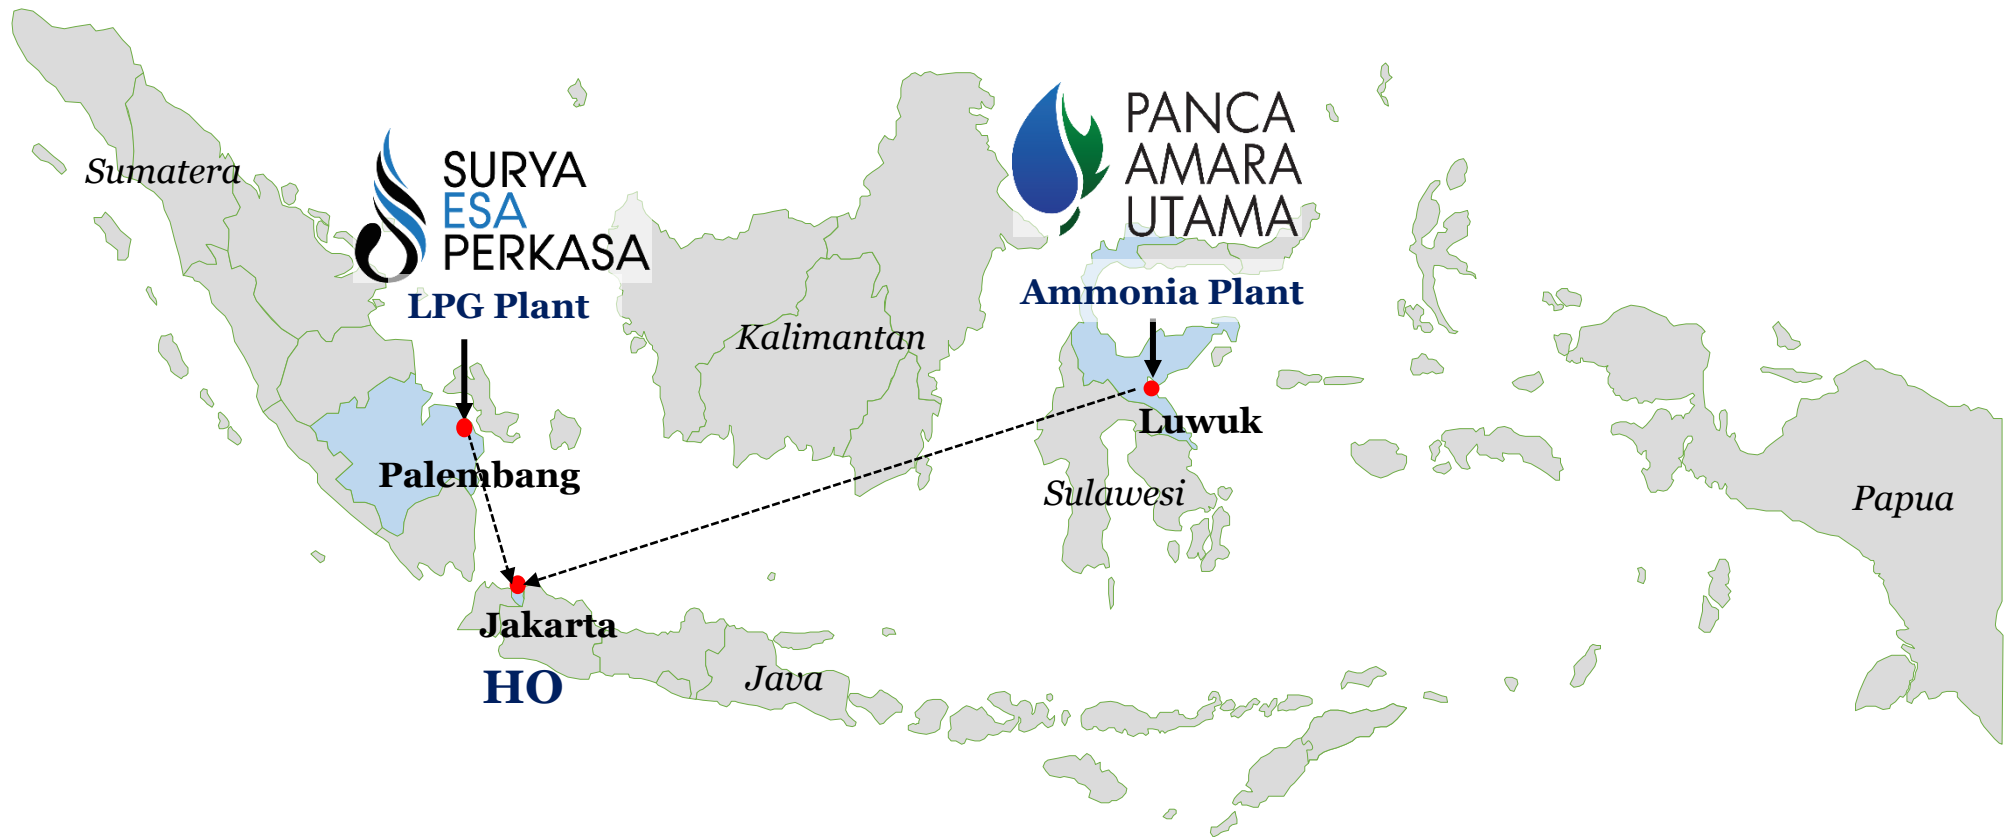 Sumatera
SURYA
ESA
PERKASA
LPG Plant
PANCA
AMARA
UTAMA
Ammonia Plant
Kalimantan
Luwuk
Palembang
Sulawesi
Papua
Jakarta
HO
Java